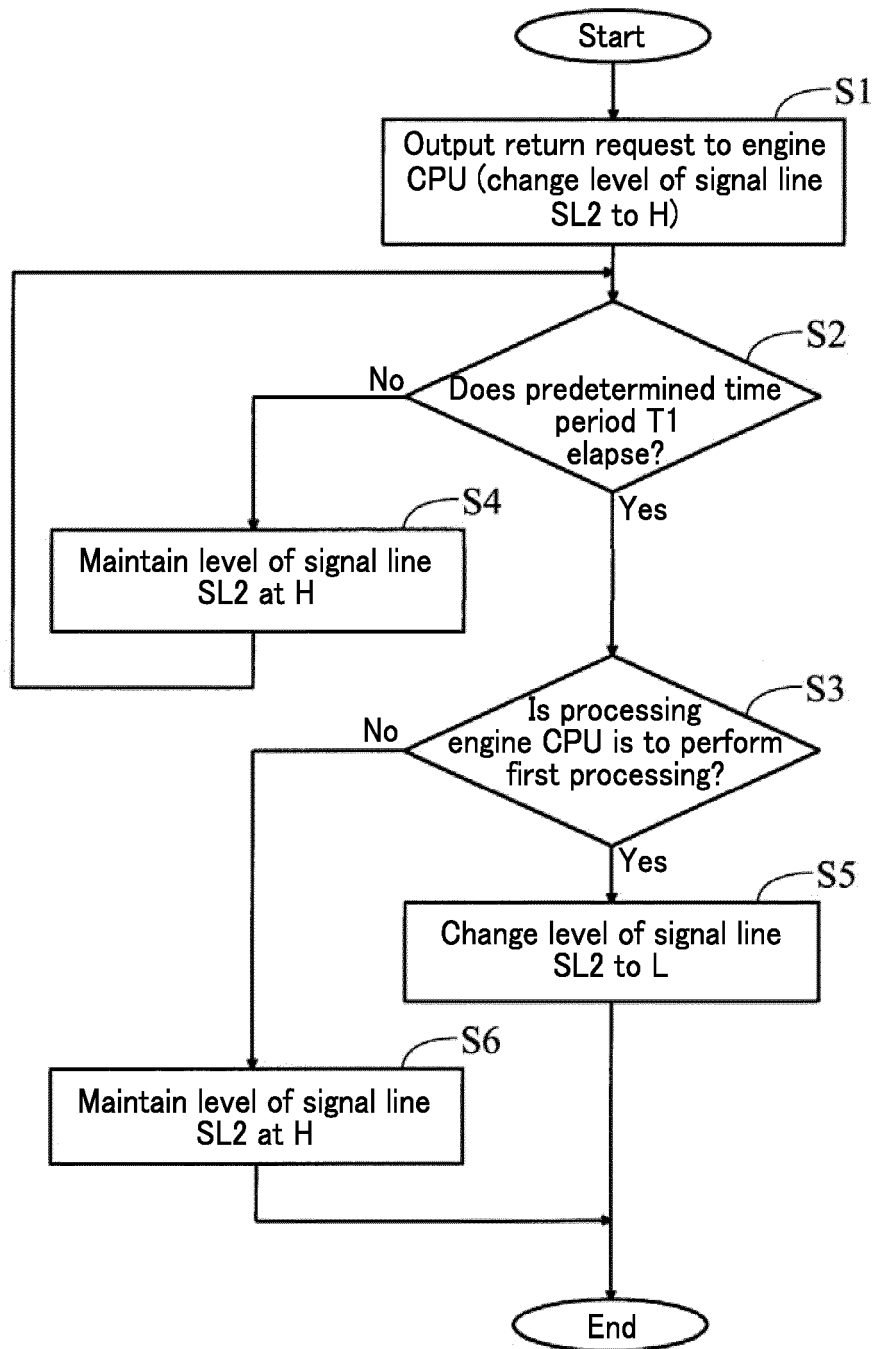 Start
S1
Output return request to engine
CPU (change level of signal line
SL2 to H)
S2
No
Does predetermined time
period T1
elapse?
Yes
S4
Maintain level of signal line
SL2 at H
S3
No
Is processing
engine CPU is to perform
first processing?
Yes
S5
Change level of signal line
SL2 to L
S6
Maintain level of signal line
SL2 at H
End